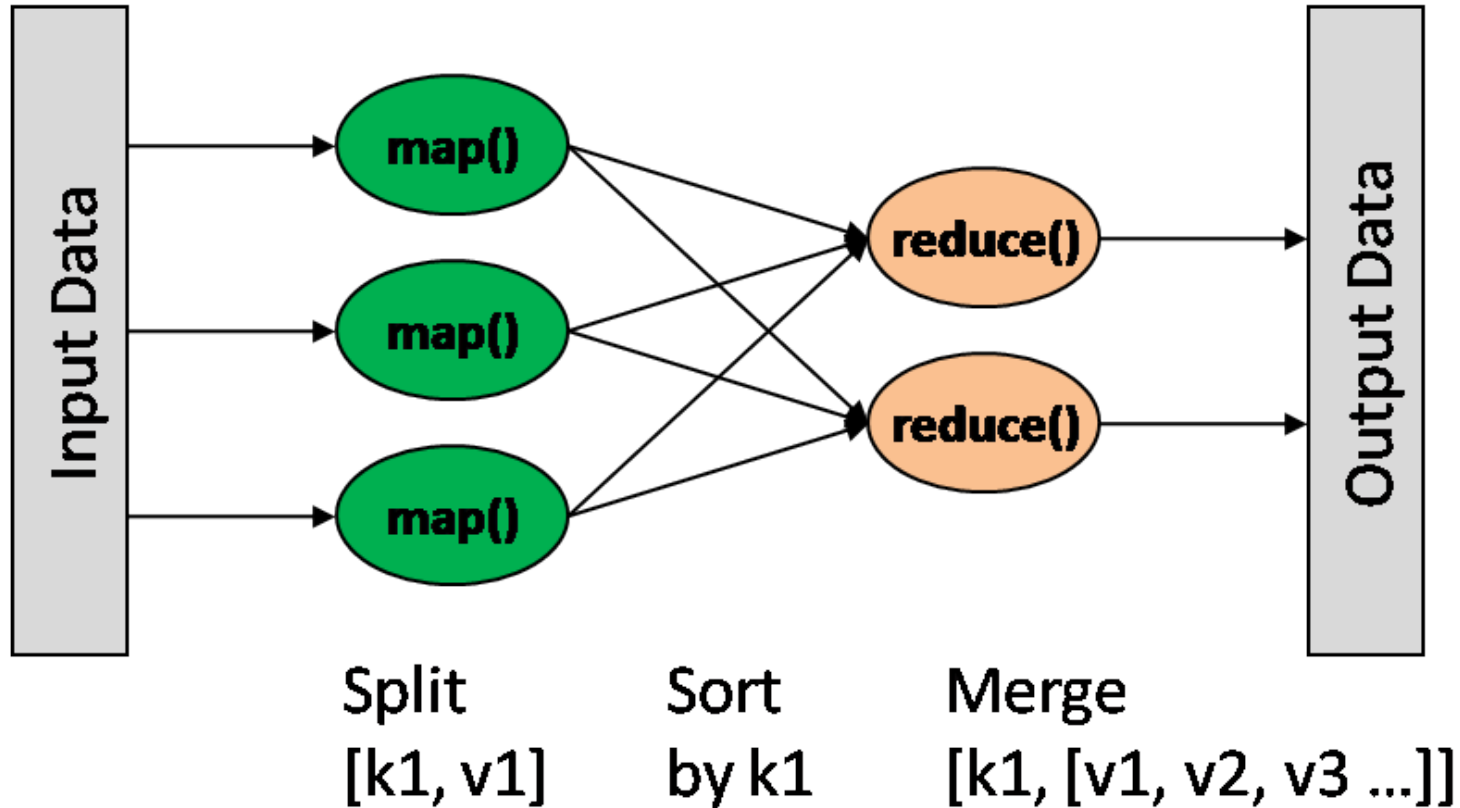 Input Data
map()
map()
map()
reduce()
reduce()
Output Data
Split
[k1, v1]
Sort
by k1
Merge
[k1, [v1, v2, v3 ...]]